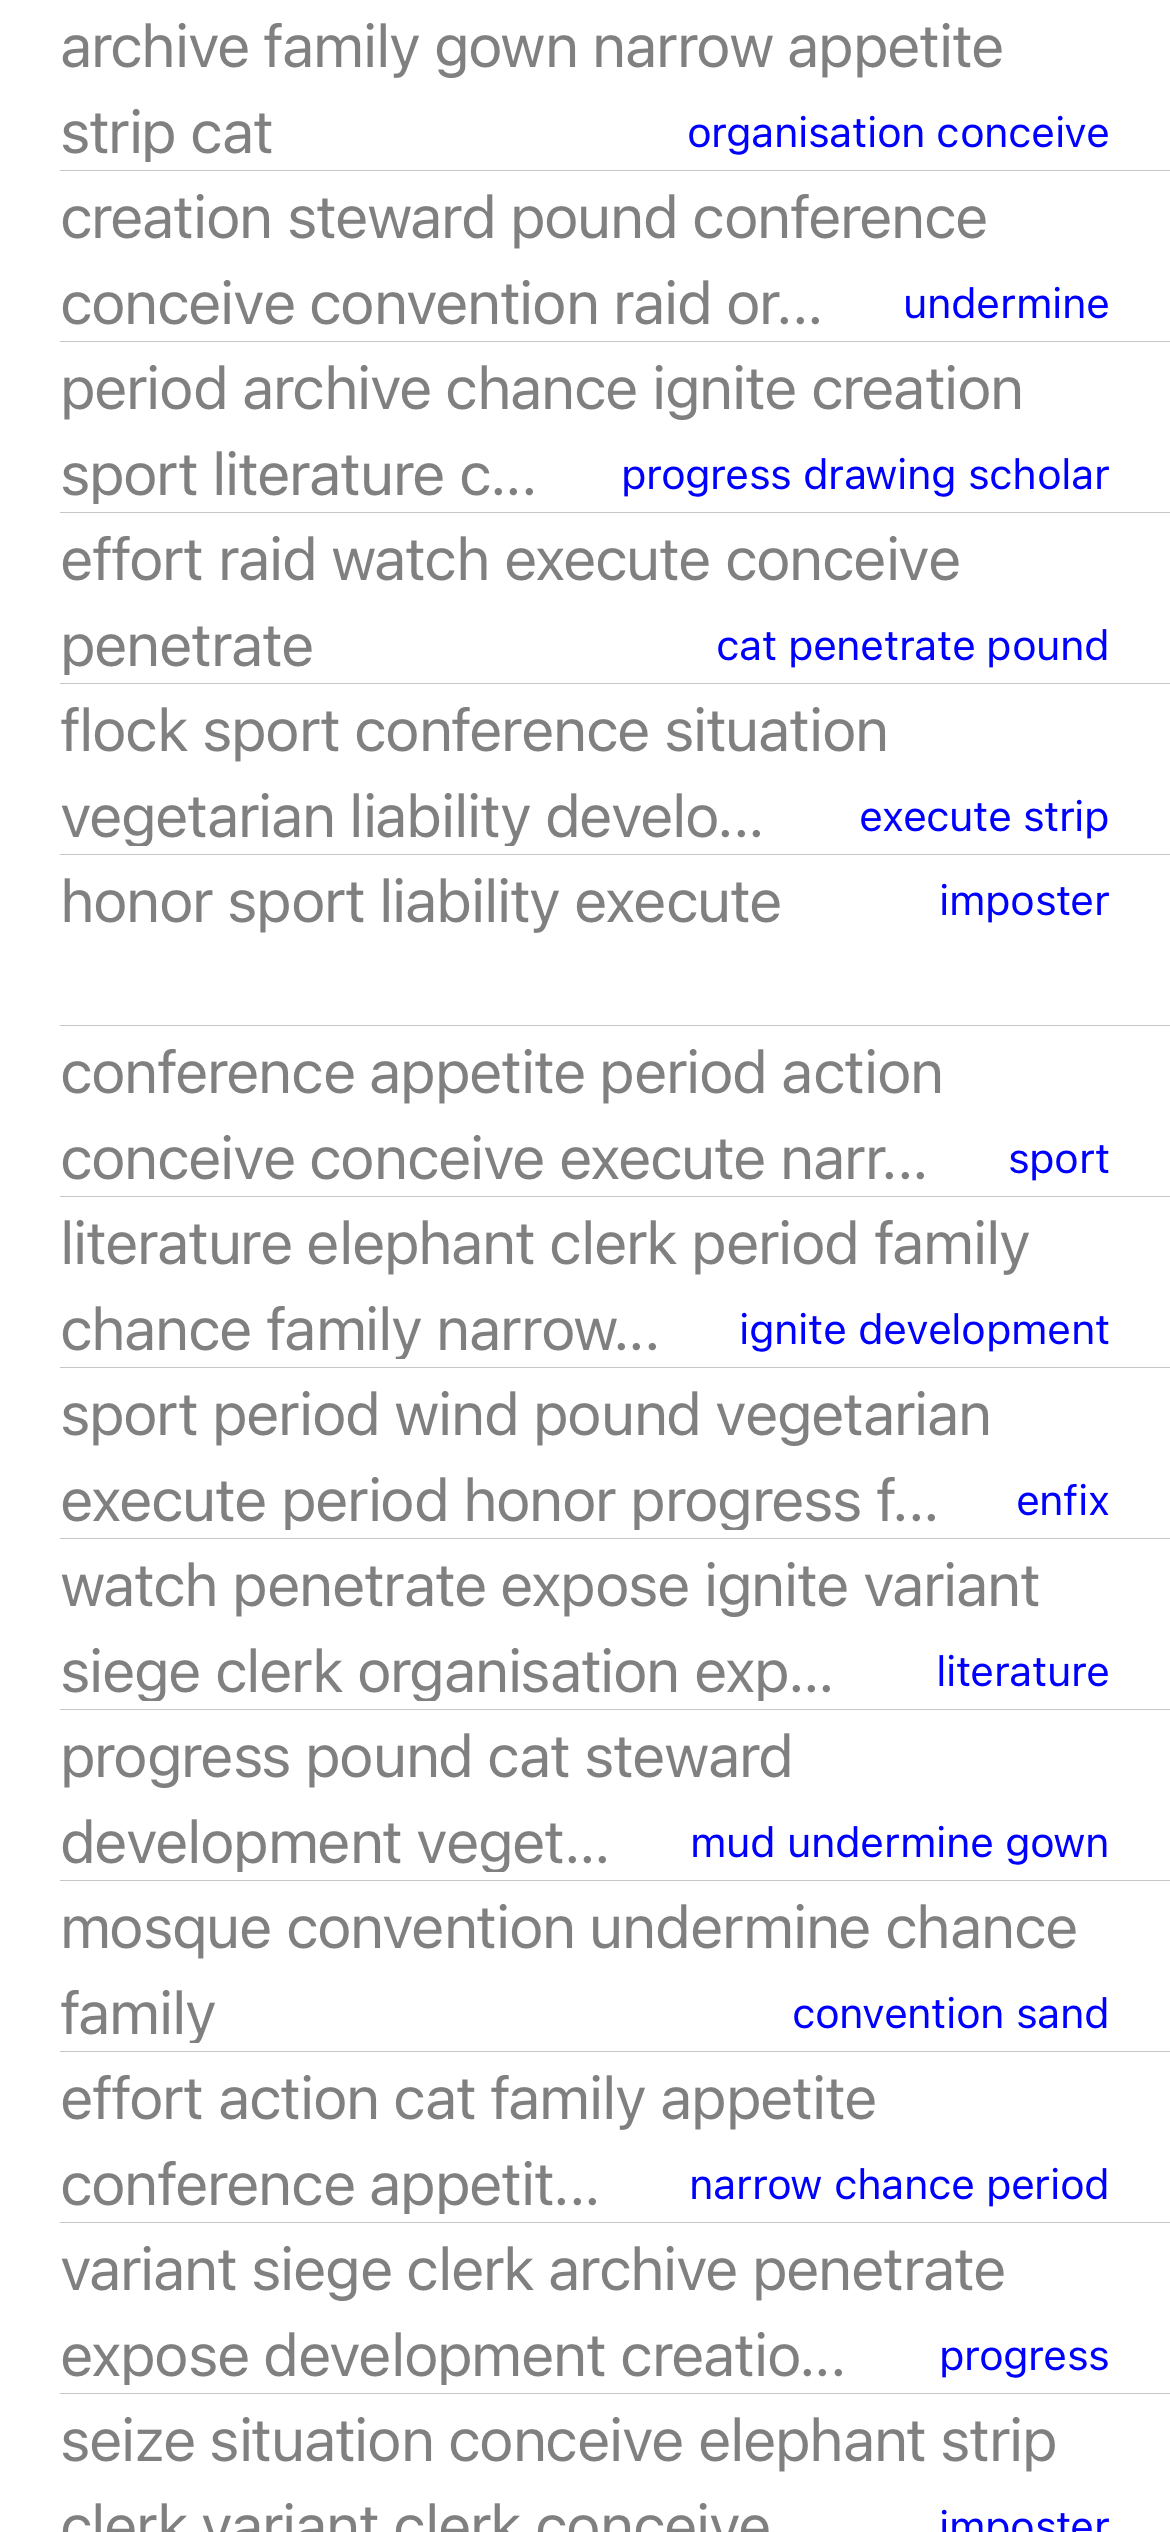 archive family gown narrow appetite
strip cat organisation conceive
creation steward pound conference
conceive convention raid or... undermine
period archive chance ignite creation
sport literature c... progress drawing scholar
effort raid watch execute conceive
penetrate cat penetrate pound
flock sport conference situation
vegetarian liability develo... execute strip
honor sport liability execute imposter
conference appetite period action
conceive conceive execute narr... sport
literature elephant clerk period family
chance family narrow... ignite development
sport period wind pound vegetarian
execute period honor progress f... enfix
watch penetrate expose ignite variant
siege clerk organisation exp... literature
progress pound cat steward
development veget... mud undermine gown
mosque convention undermine chance
family convention sand
effort action cat family appetite
conference appetit... narrow chance period
variant siege clerk archive penetrate
expose development creatio... progress
seize situation conceive elephant strip
clerk variant clerk conceive imposter